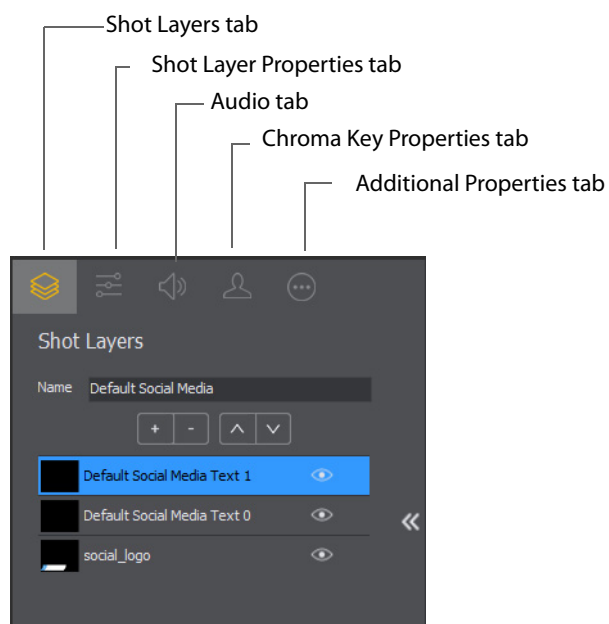 Shot Layers tab
Shot Layer Properties tab
Audio tab
Chroma Key Properties tab
Additional Properties tab
Shot Layers
Name Default Social Media
+ -
Default Social Media Text 1
Default Social Media Text 0
social_logo